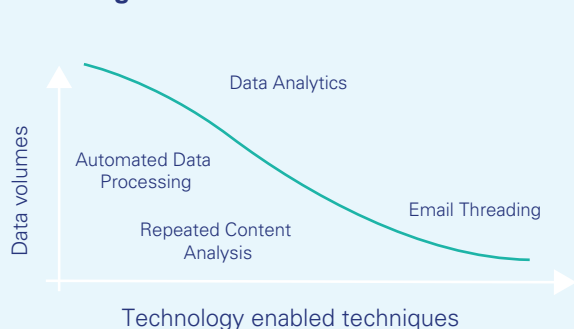 Data Analytics
Automated Data
Processing
Email Threading
Repeated Content
Analysis
Data volumes
Technology enabled techniques